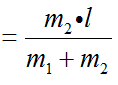 = m₂•l / (m₁ + m₂)